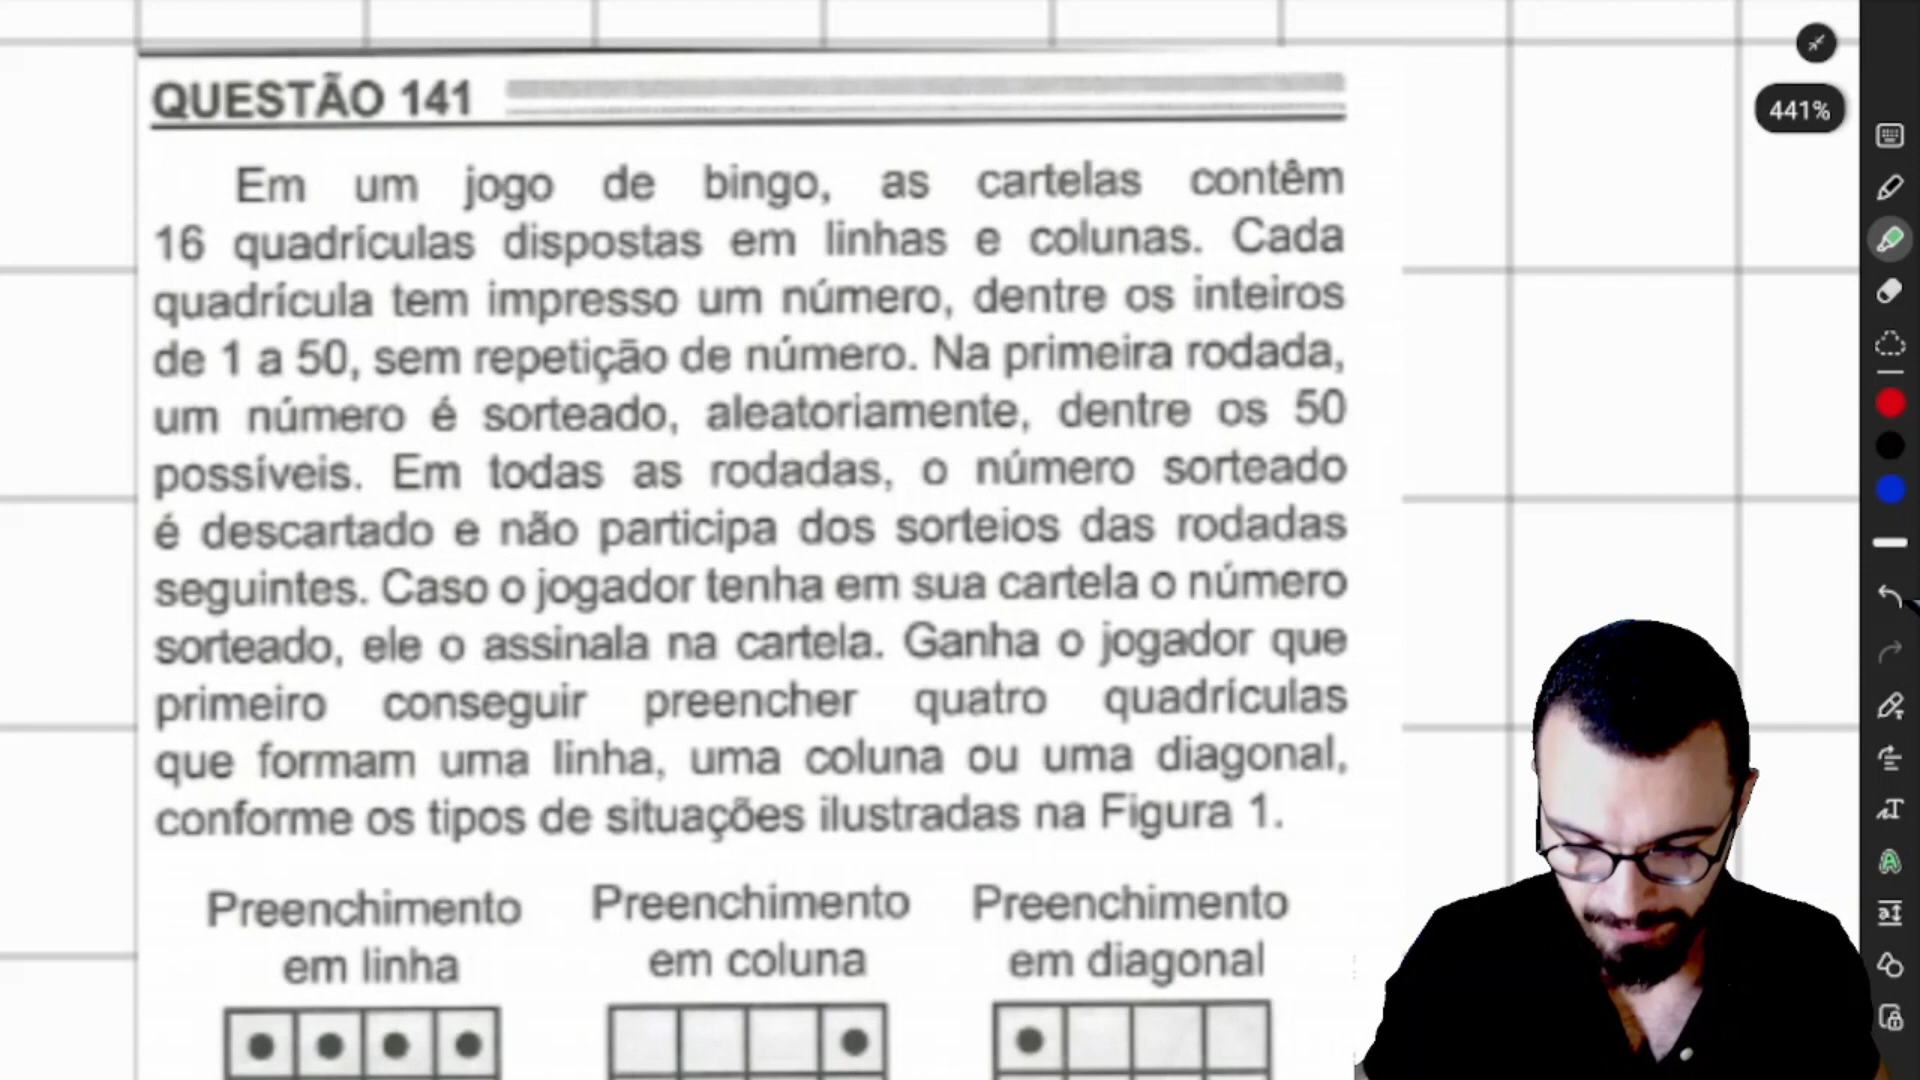 441%
QUESTÃO 141
Em um jogo de bingo, as cartelas contêm
16 quadrículas dispostas em linhas e colunas. Cada
quadrícula tem impresso um número, dentre os inteiros
de 1 a 50, sem repetição de número. Na primeira rodada,
um número é sorteado, aleatoriamente, dentre os 50
possíveis. Em todas as rodadas, o número sorteado
é descartado e não participa dos sorteios das rodadas
seguintes. Caso o jogador tenha em sua cartela o número
sorteado, ele o assinala na cartela. Ganha o jogador que
primeiro conseguir preencher quatro quadrículas
que formam uma linha, uma coluna ou uma diagonal,
conforme os tipos de situações ilustradas na Figura 1.
Preenchimento
em linha
Preenchimento
em coluna
Preenchimento
em diagonal